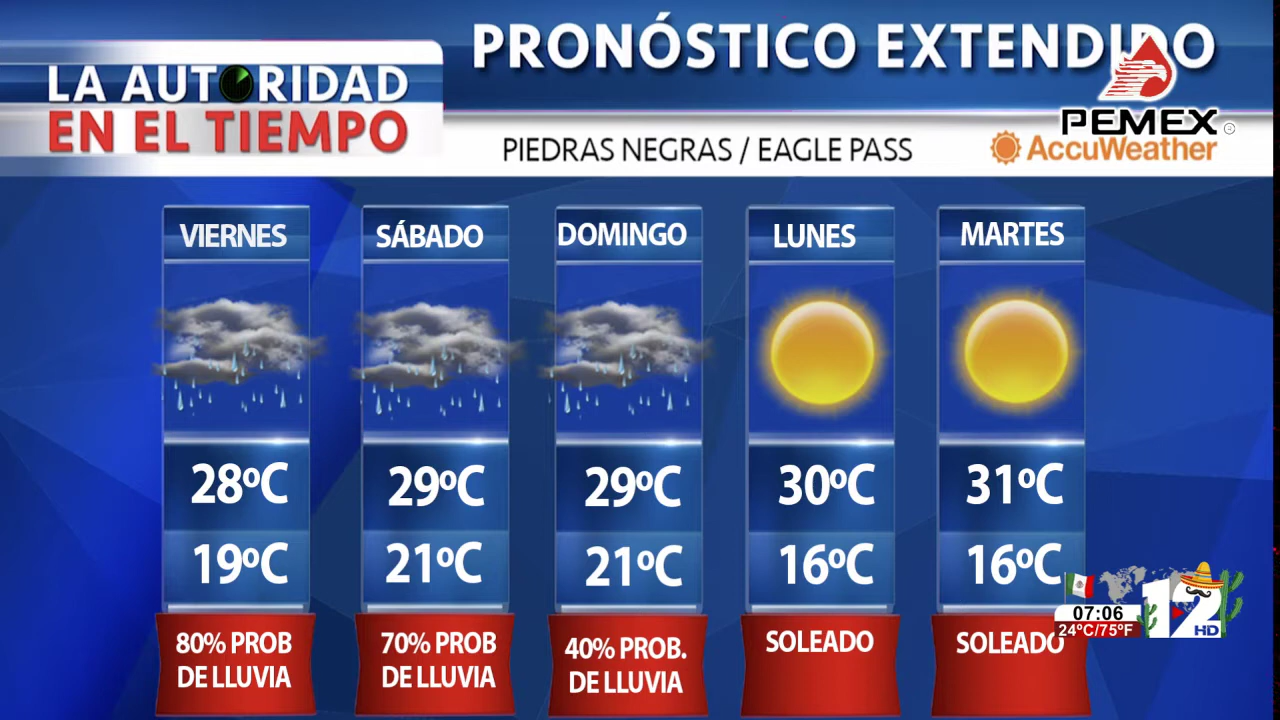 PRONÓSTICO EXTENDIDO
LA AUTORIDAD
EN EL TIEMPO
PEMEX ®
PIEDRAS NEGRAS / EAGLE PASS
AccuWeather
VIERNES
28ºC
19ºC
80% PROB
DE LLUVIA
SÁBADO
29ºC
21ºC
70% PROB
DE LLUVIA
DOMINGO
29ºC
21ºC
40% PROB.
DE LLUVIA
LUNES
30ºC
16ºC
SOLEADO
MARTES
31ºC
16ºC
SOLEADO
07:06
24ºC/75ºF
12
HD